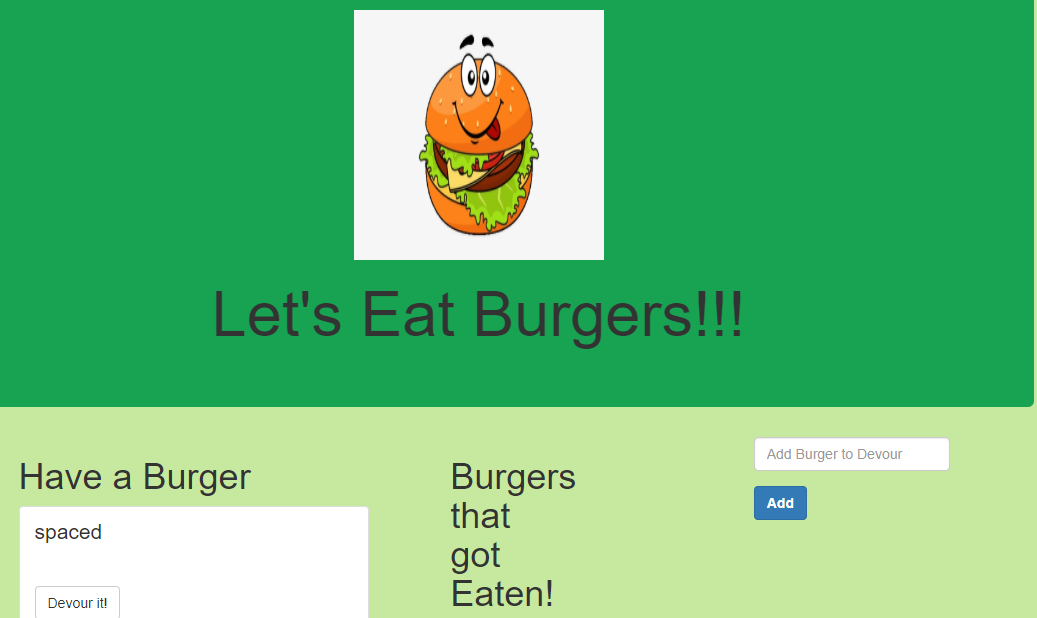 Let's Eat Burgers!!!
Have a Burger
spaced
Devour it!
Burgers
that
got
Eaten!
Add Burger to Devour
Add